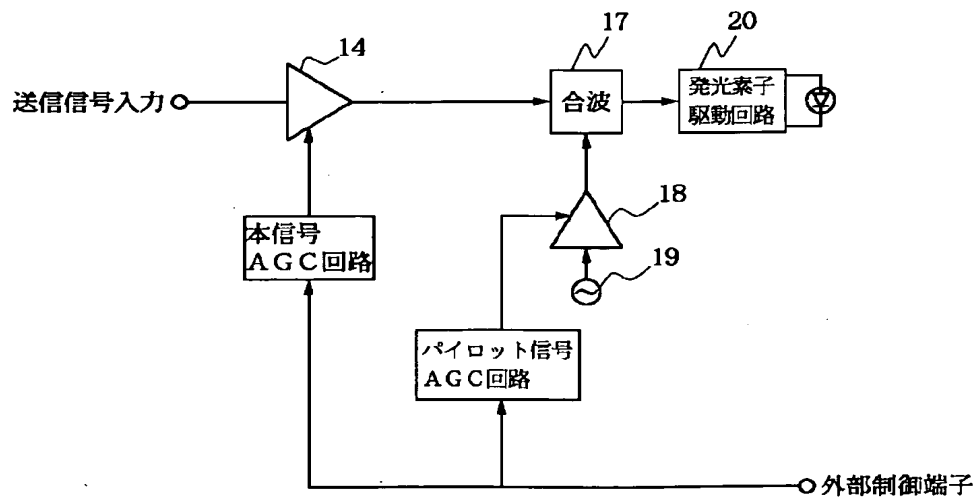 14
17
20
送信信号入力
合波
発光素子
駆動回路
18
本信号
ＡＧＣ回路
19
パイロット信号
ＡＧＣ回路
外部制御端子